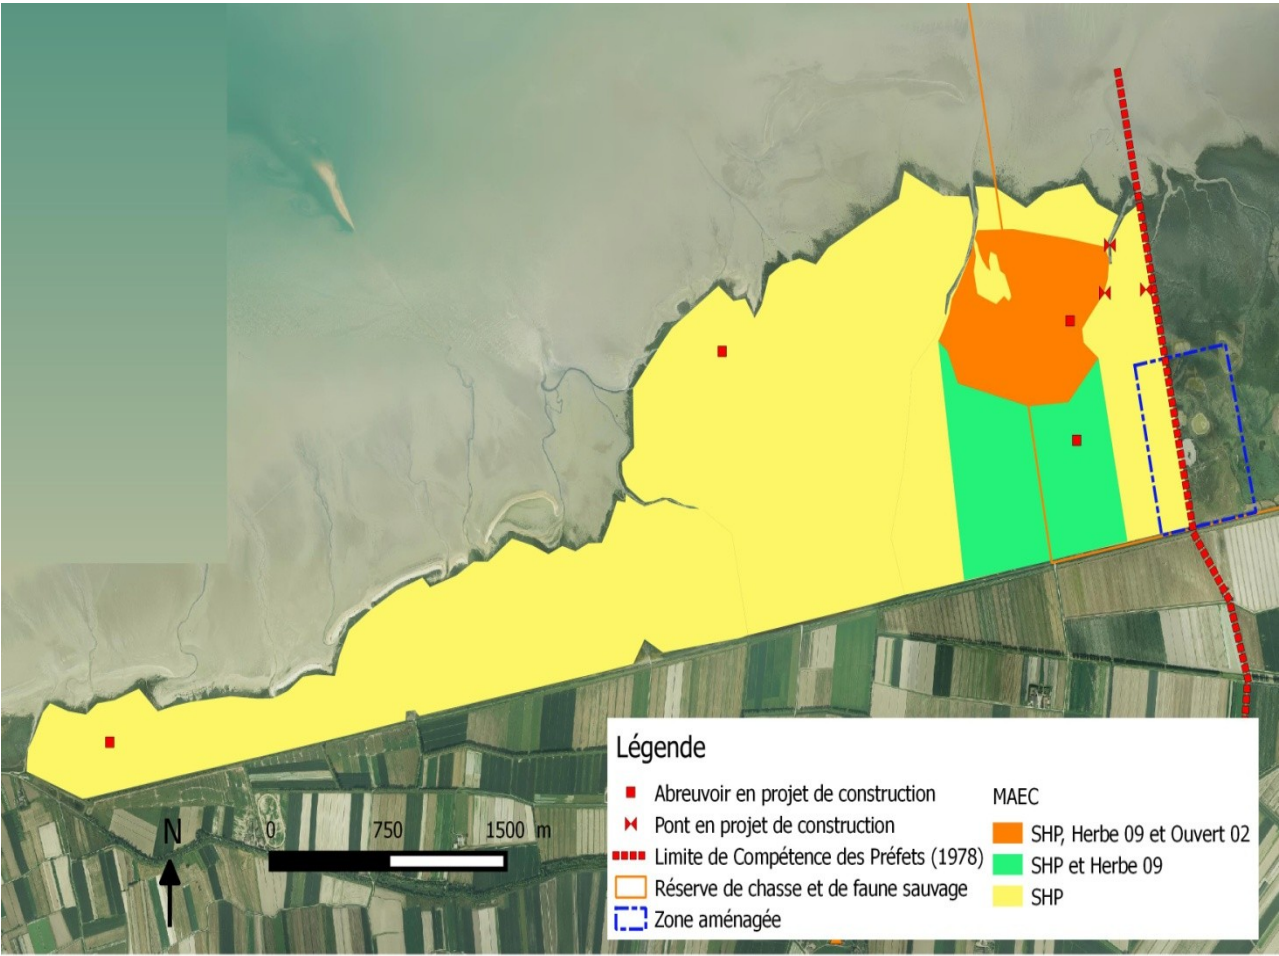 N
0 750 1500 m
Légende
Abreuvoir en projet de construction
Pont en projet de construction
Limite de Compétence des Préfets (1978)
Réserve de chasse et de faune sauvage
Zone aménagée
MAEC
SHP, Herbe 09 et Ouvert 02
SHP et Herbe 09
SHP